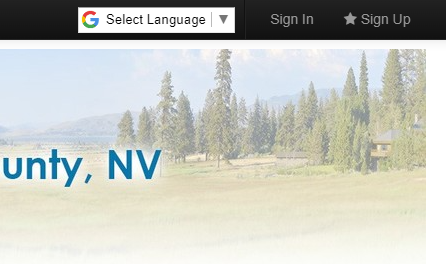 Select Language ▼
Sign In
Sign Up
unty, NV